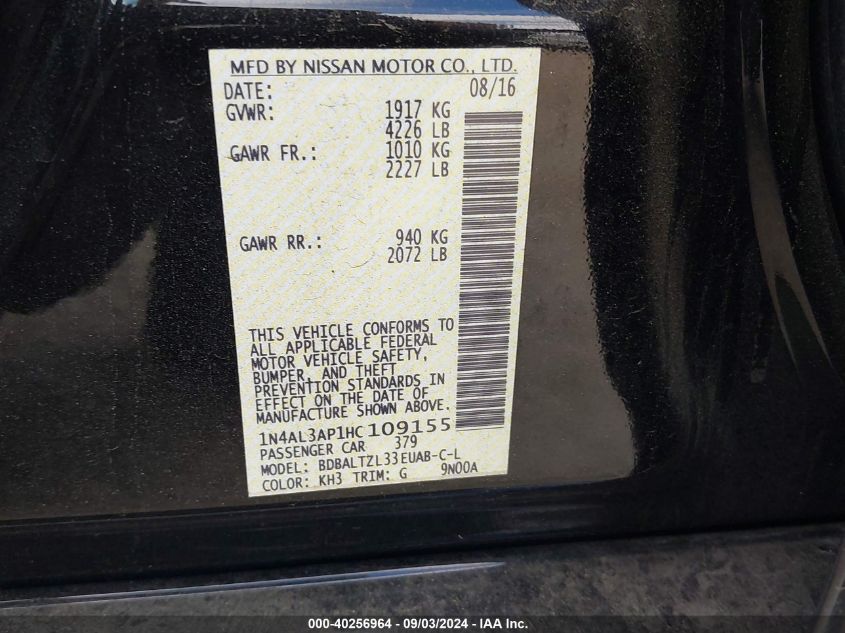 MFD BY NISSAN MOTOR CO., LTD.
DATE: 08/16
GVWR: 1917 KG
4226 LB
GAWR FR.: 1010 KG
2227 LB
GAWR RR.: 940 KG
2072 LB
THIS VEHICLE CONFORMS TO
ALL APPLICABLE FEDERAL
MOTOR VEHICLE SAFETY,
BUMPER, AND THEFT
PREVENTION STANDARDS IN
EFFECT ON THE DATE OF
MANUFACTURE SHOWN ABOVE.
1N4AL3AP1HC109155
PASSENGER CAR 379
MODEL: BDBALTZL33EUAB-C-L
COLOR: KH3 TRIM: G 9N00A
000-40256964 - 09/03/2024 - IAA Inc.